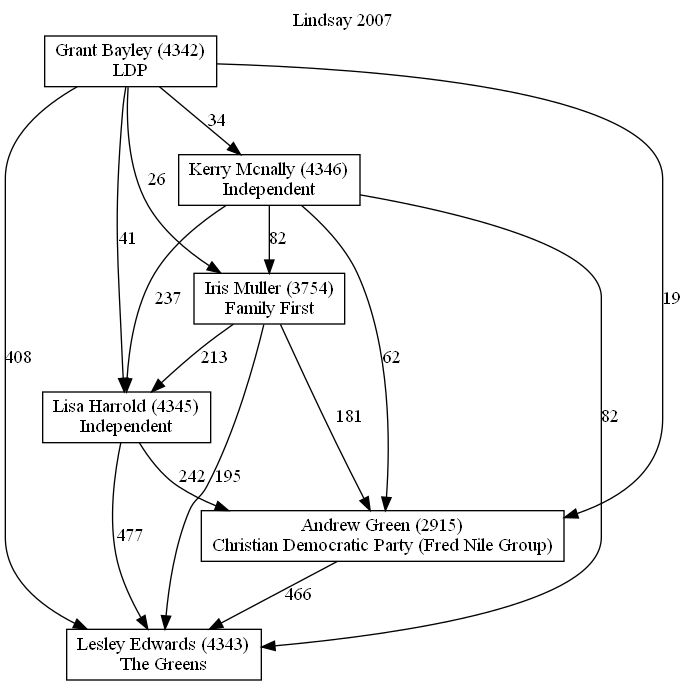 Lindsay 2007
Grant Bayley (4342)
LDP
34
Kerry Mcnally (4346)
Independent
26
41
237
82
19
Iris Muller (3754)
Family First
408
213
62
Lisa Harrold (4345)
Independent
181
82
242
195
477
Andrew Green (2915)
Christian Democratic Party (Fred Nile Group)
466
Lesley Edwards (4343)
The Greens